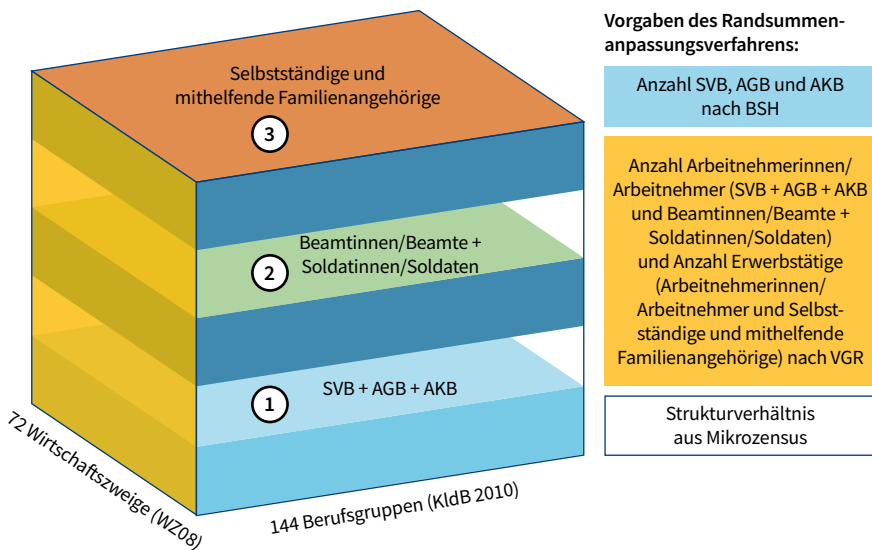 Selbstständige und
mithelfende Familienangehörige
3
Beamtinnen/Beamte +
Soldatinnen/Soldaten
2
SVB + AGB + AKB
1
72 Wirtschaftszweige (WZ08)
144 Berufsgruppen (KldB 2010)
Vorgaben des Randsummen-
anpassungsverfahrens:
Anzahl SVB, AGB und AKB
nach BSH
Anzahl Arbeitnehmerinnen/
Arbeitnehmer (SVB + AGB + AKB
und Beamtinnen/Beamte +
Soldatinnen/Soldaten)
und Anzahl Erwerbstätige
(Arbeitnehmerinnen/
Arbeitnehmer und Selbst-
ständige und mithelfende
Familienangehörige) nach VGR
Strukturverhältnis
aus Mikrozensus